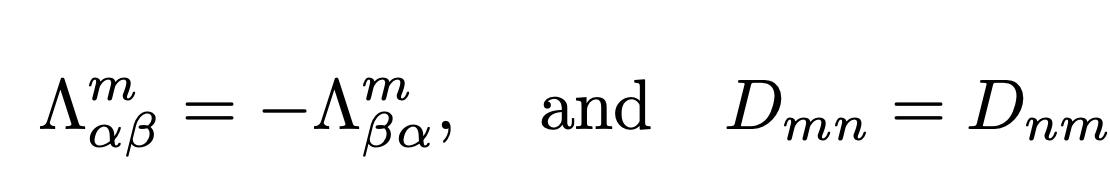 Λ^m_{αβ} = −Λ^m_{βα}, and D_{mn} = D_{nm}